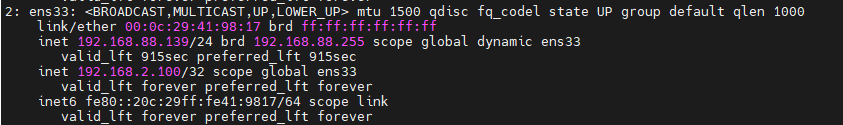 2: ens33: <BROADCAST,MULTICAST,UP,LOWER_UP> mtu 1500 qdisc fq_codel state UP group default qlen 1000
link/ether 00:0c:29:41:98:17 brd ff:ff:ff:ff:ff:ff
inet 192.168.88.139/24 brd 192.168.88.255 scope global dynamic ens33
valid_lft 915sec preferred_lft 915sec
inet 192.168.2.100/32 scope global ens33
valid_lft forever preferred_lft forever
inet6 fe80::20c:29ff:fe41:9817/64 scope link
valid_lft forever preferred_lft forever